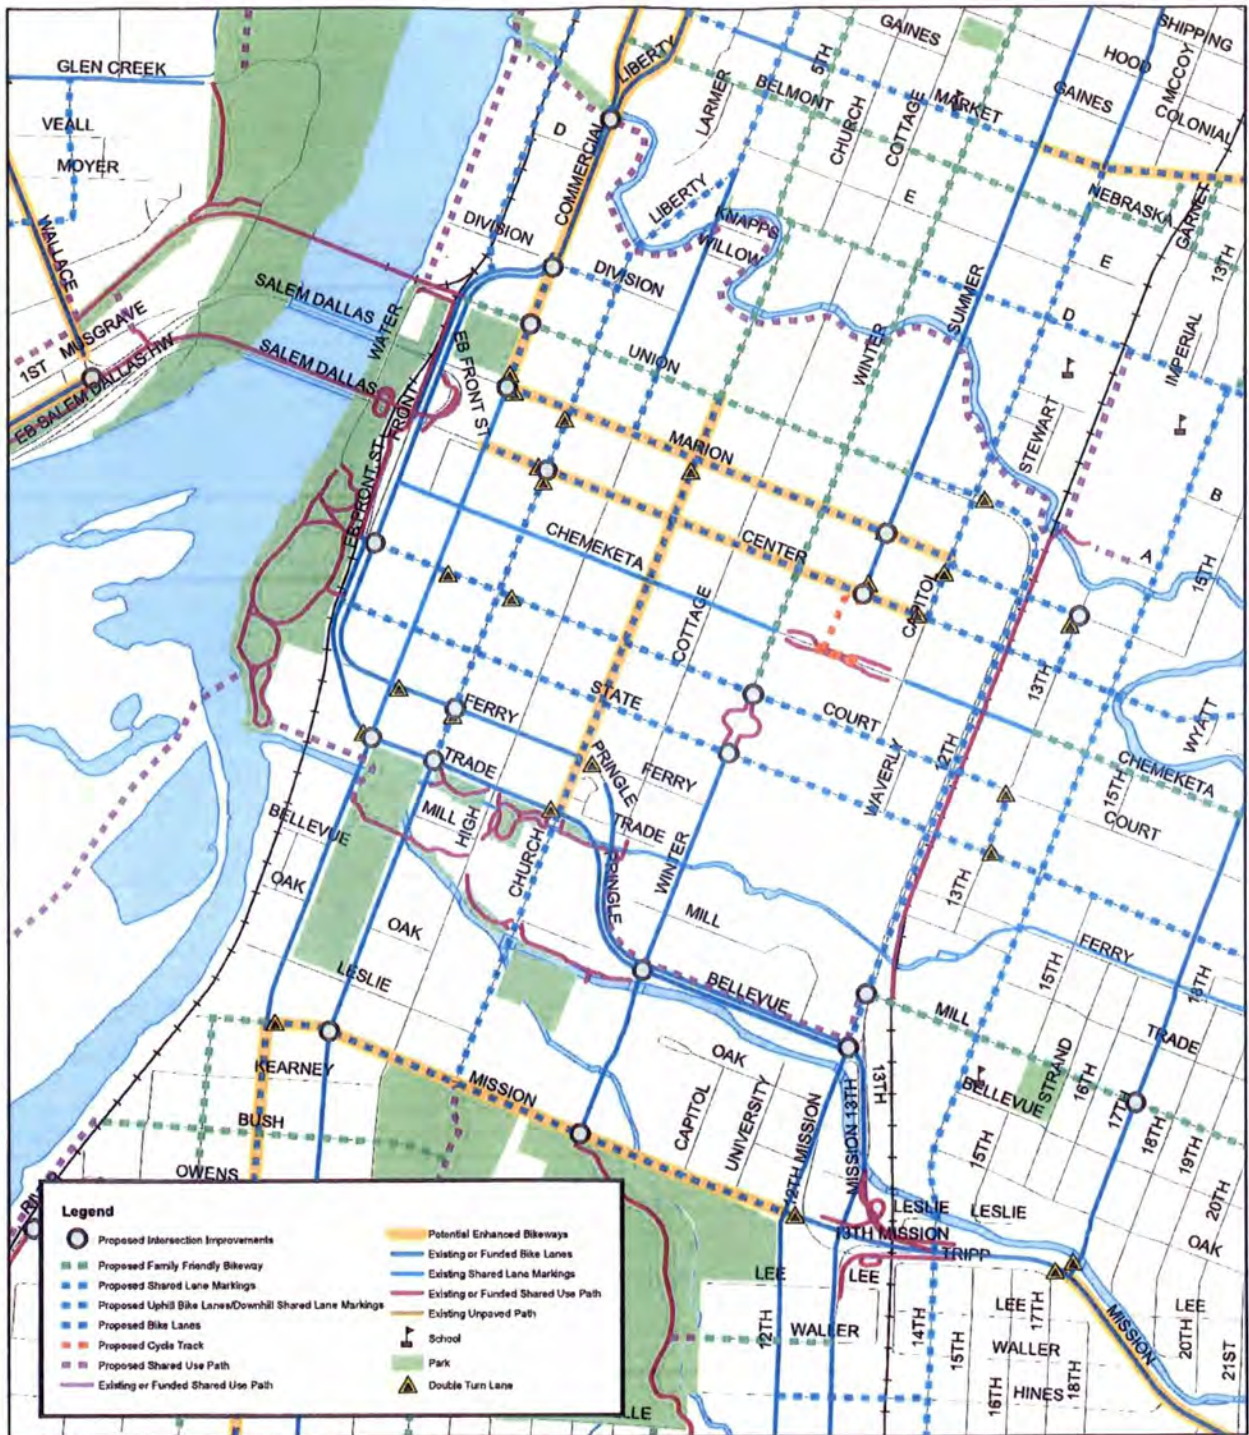 SHIPPING
GAINES
HOOD
MCCOY
GLEN CREEK
LIBERTY
5TH
BELMONT
LARMER
CHURCH
COTTAGE
MARKET
GAINES
C
COLONIAL
VEALL
MOYER
D
COMMERCIAL
LIBERTY
E
NEBRASKA
GARNET
WALLACE
DIVISION
KNAPPS
WILLOW
DIVISION
E
13TH
SALEM DALLAS
WATER
SUMMER
D
MUSGRAVE
1ST
EB SALEM DALLAS HW
SALEM DALLAS
EB FRONT ST
UNION
WINTER
IMPERIAL
FRONT
EB FRONT ST
MARION
STEWART
B
CHEMEKETA
CENTER
A
15TH
CAPITOL
COTTAGE
13TH
STATE
COURT
WYATT
FERRY
12TH
PRINGLE
FERRY
WAVERLY
CHEMEKETA
15TH
TRADE
COURT
BELLEVUE
MILL
HIGH
TRADE
CHURCH
WINTER
13TH
OAK
PRINGLE
MILL
OAK
FERRY
LESLIE
BELLEVUE
15TH
18TH
MILL
TRADE
KEARNEY
MISSION
OAK
13TH
BELLEVUE
STRAND
16TH
17TH
BUSH
CAPITOL
UNIVERSITY
12TH MISSION
MISSION 13TH
15TH
18TH
19TH
OWENS
20TH
LESLIE
LESLIE
13TH MISSION
TRIPP
OAK
LEE
LEE
LEE
17TH
MISSION
LEE
12TH
WALLER
14TH
15TH
WALLER
20TH
21ST
16TH
HINES
18TH
Legend
Proposed Intersection Improvements
Proposed Family Friendly Bikeway
Proposed Shared Lane Markings
Proposed Uphill Bike Lanes/Downhill Shared Lane Markings
Proposed Bike Lanes
Proposed Cycle Track
Proposed Shared Use Path
Existing or Funded Shared Use Path
Potential Enhanced Bikeways
Existing or Funded Bike Lanes
Existing Shared Lane Markings
Existing or Funded Shared Use Path
Existing Unpaved Path
School
Park
Double Turn Lane